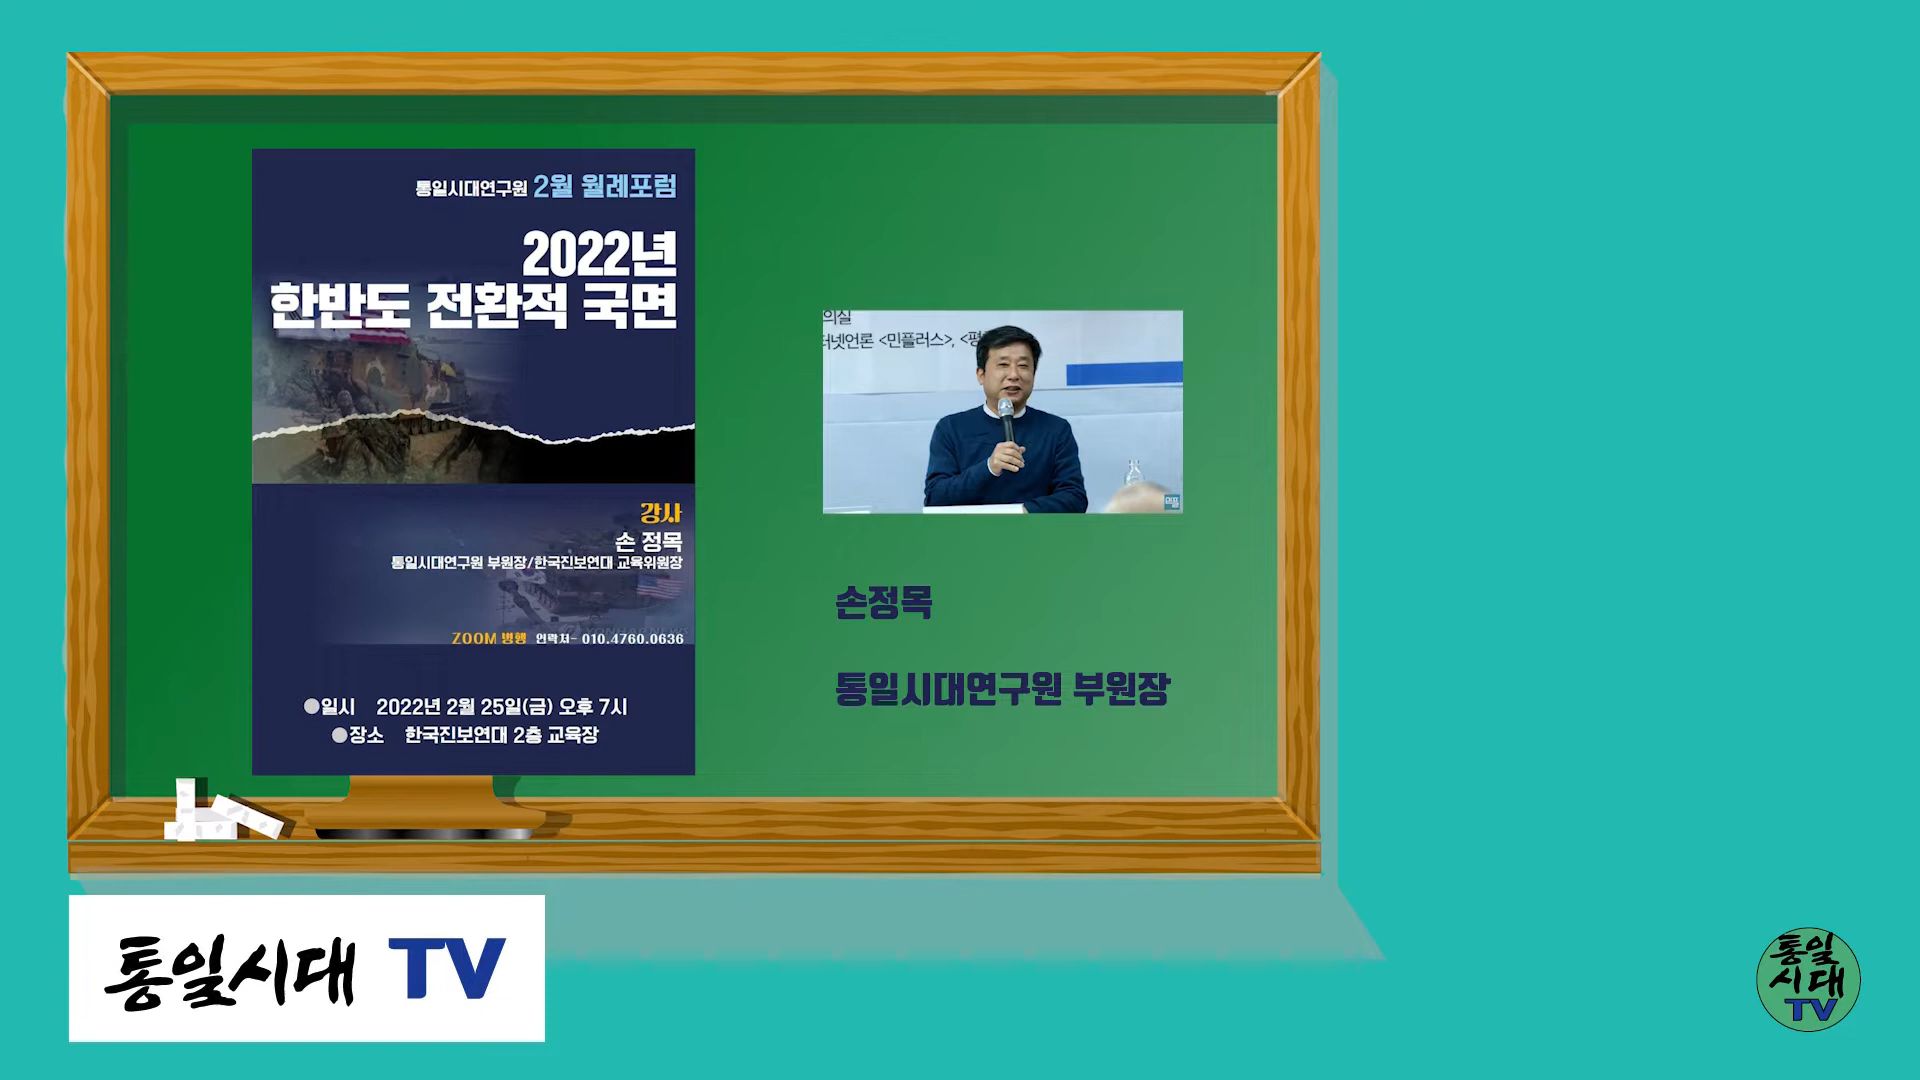 통일시대연구원 2월 월례포럼
2022년
한반도 전환적 국면
강사
손 정목
통일시대연구원 부원장/한국진보연대 교육위원장
ZOOM 병행 연락처- 010.4760.0636
●일시 2022년 2월 25일(금) 오후 7시
●장소 한국진보연대 2층 교육장
의실
터넷언론 <민플러스>, <평
민플
손정목
통일시대연구원 부원장
통일시대 TV
통일
시대
TV